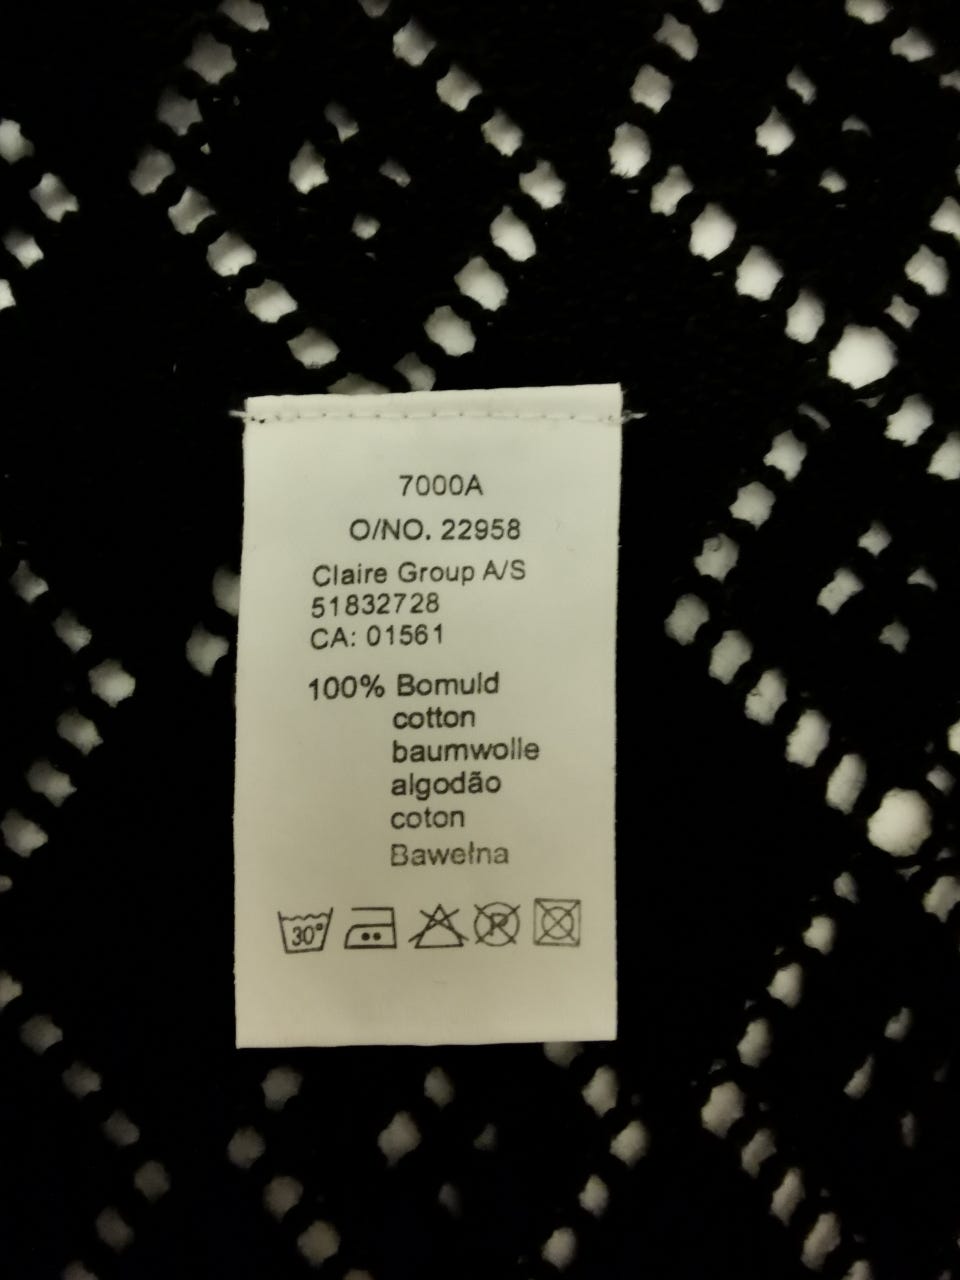 7000A
O/NO. 22958
Claire Group A/S
51832728
CA: 01561
100% Bomuld
cotton
baumwolle
algodão
coton
Bawełna
30°
P